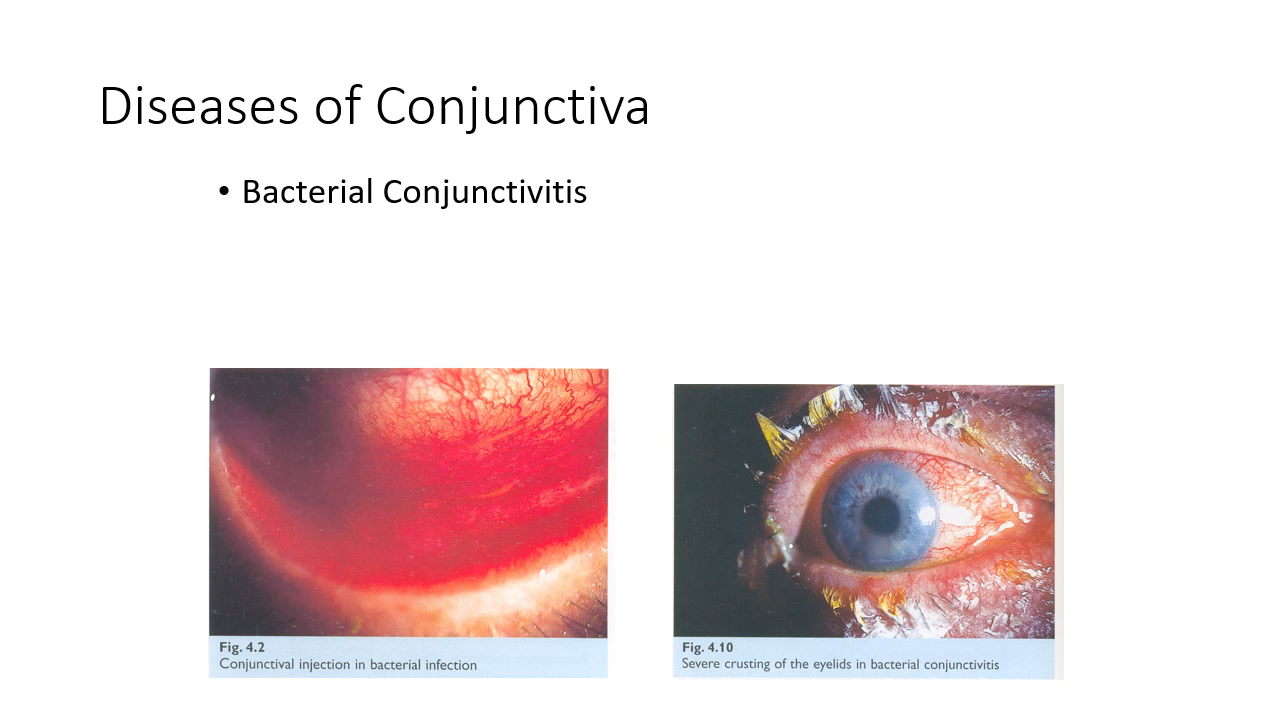 Diseases of Conjunctiva
• Bacterial Conjunctivitis
Fig. 4.2
Conjunctival injection in bacterial infection
Fig. 4.10
Severe crusting of the eyelids in bacterial conjunctivitis